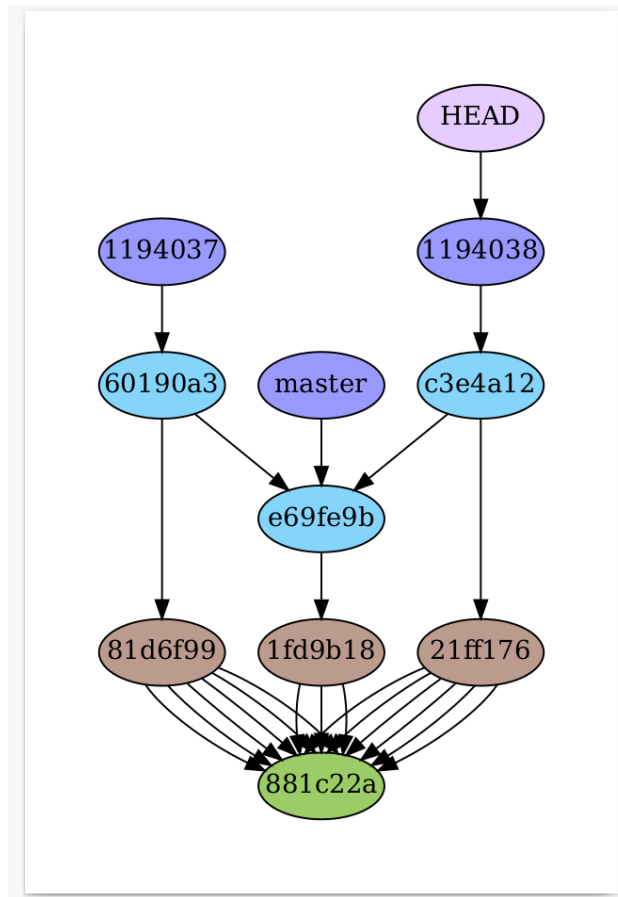 HEAD
1194037
1194038
60190a3
master
c3e4a12
e69fe9b
81d6f99
1fd9b18
21ff176
881c22a